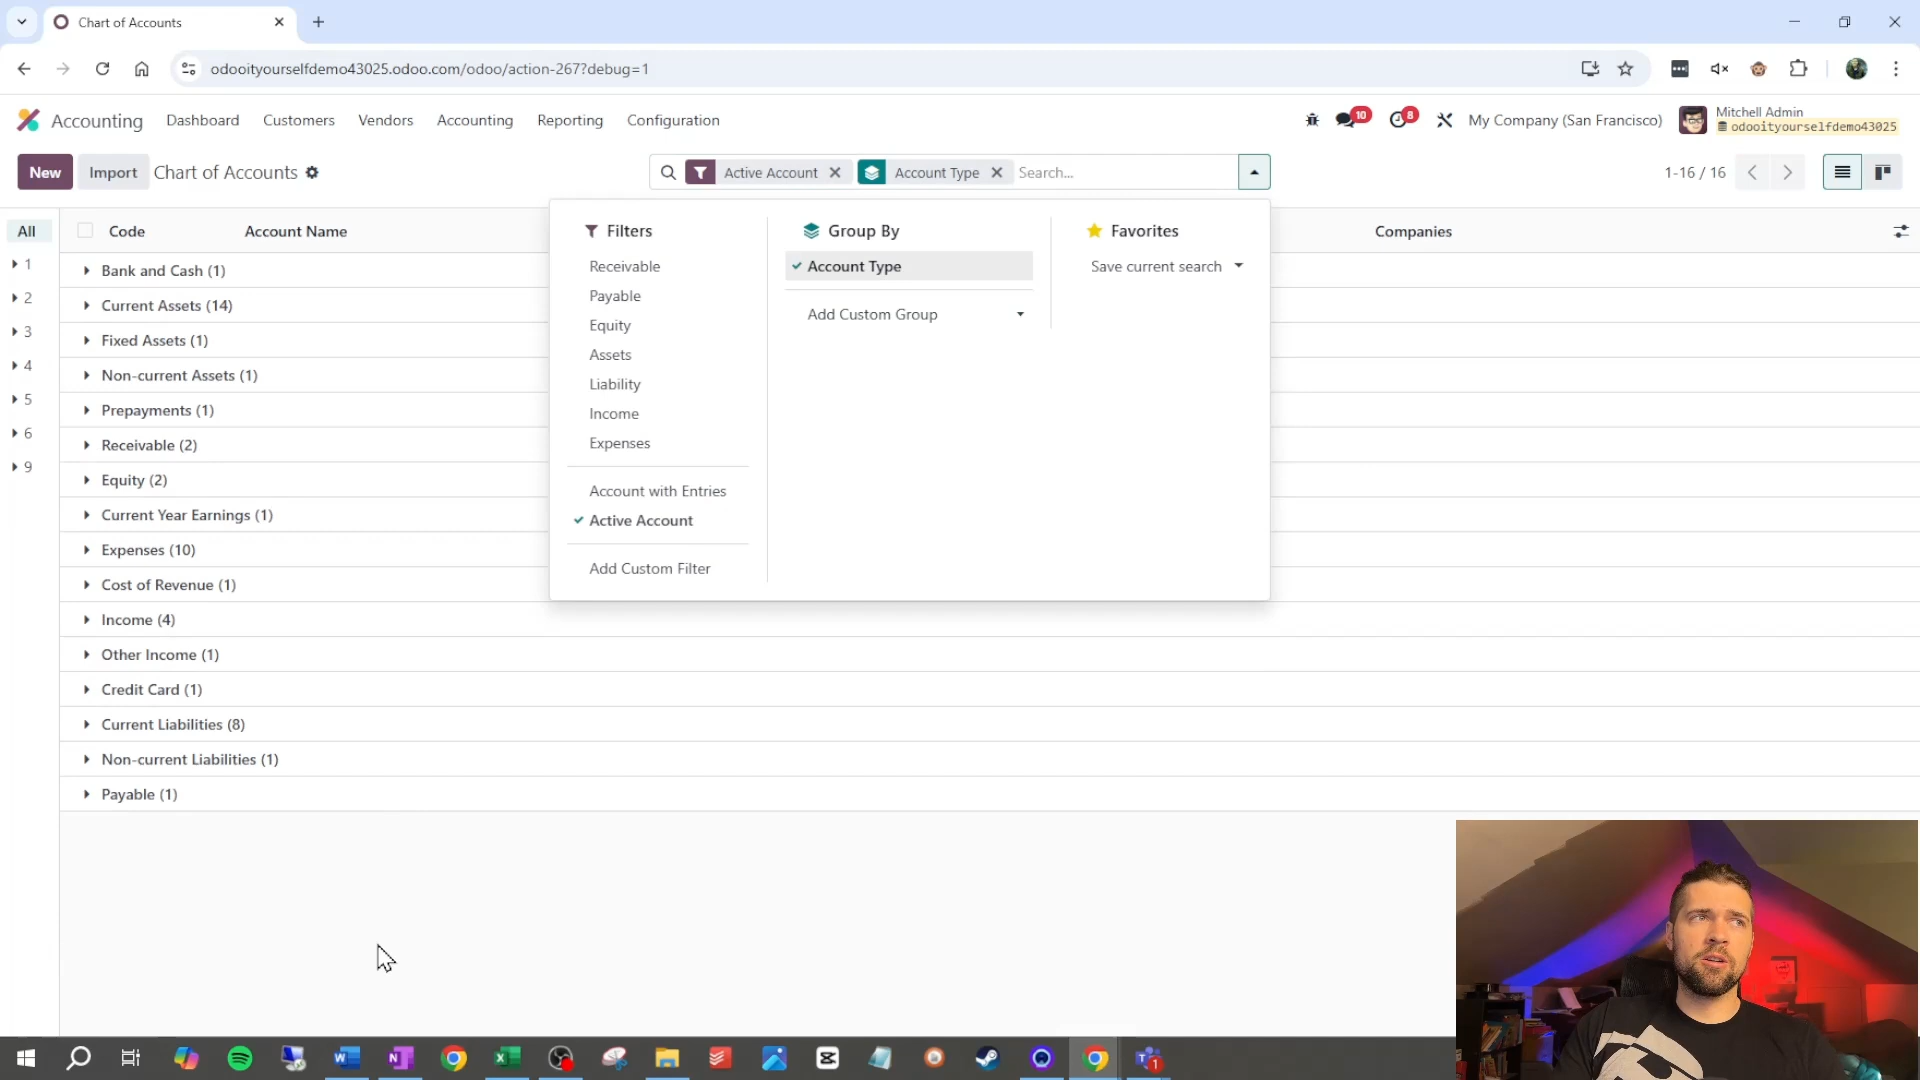 Chart of Accounts
odooityourselfdemo43025.odoo.com/odoo/action-267?debug=1
Accounting Dashboard Customers Vendors Accounting Reporting Configuration
10 8 My Company (San Francisco) Mitchell Admin
odooityourselfdemo43025
New Import Chart of Accounts Active Account Account Type Search... 1-16 / 16
All Code Account Name Companies
1
2
3
4
5
6
9
Bank and Cash (1)
Current Assets (14)
Fixed Assets (1)
Non-current Assets (1)
Prepayments (1)
Receivable (2)
Equity (2)
Current Year Earnings (1)
Expenses (10)
Cost of Revenue (1)
Income (4)
Other Income (1)
Credit Card (1)
Current Liabilities (8)
Non-current Liabilities (1)
Payable (1)
Filters
Receivable
Payable
Equity
Assets
Liability
Income
Expenses
Account with Entries
Active Account
Add Custom Filter
Group By
Account Type
Add Custom Group
Favorites
Save current search
1